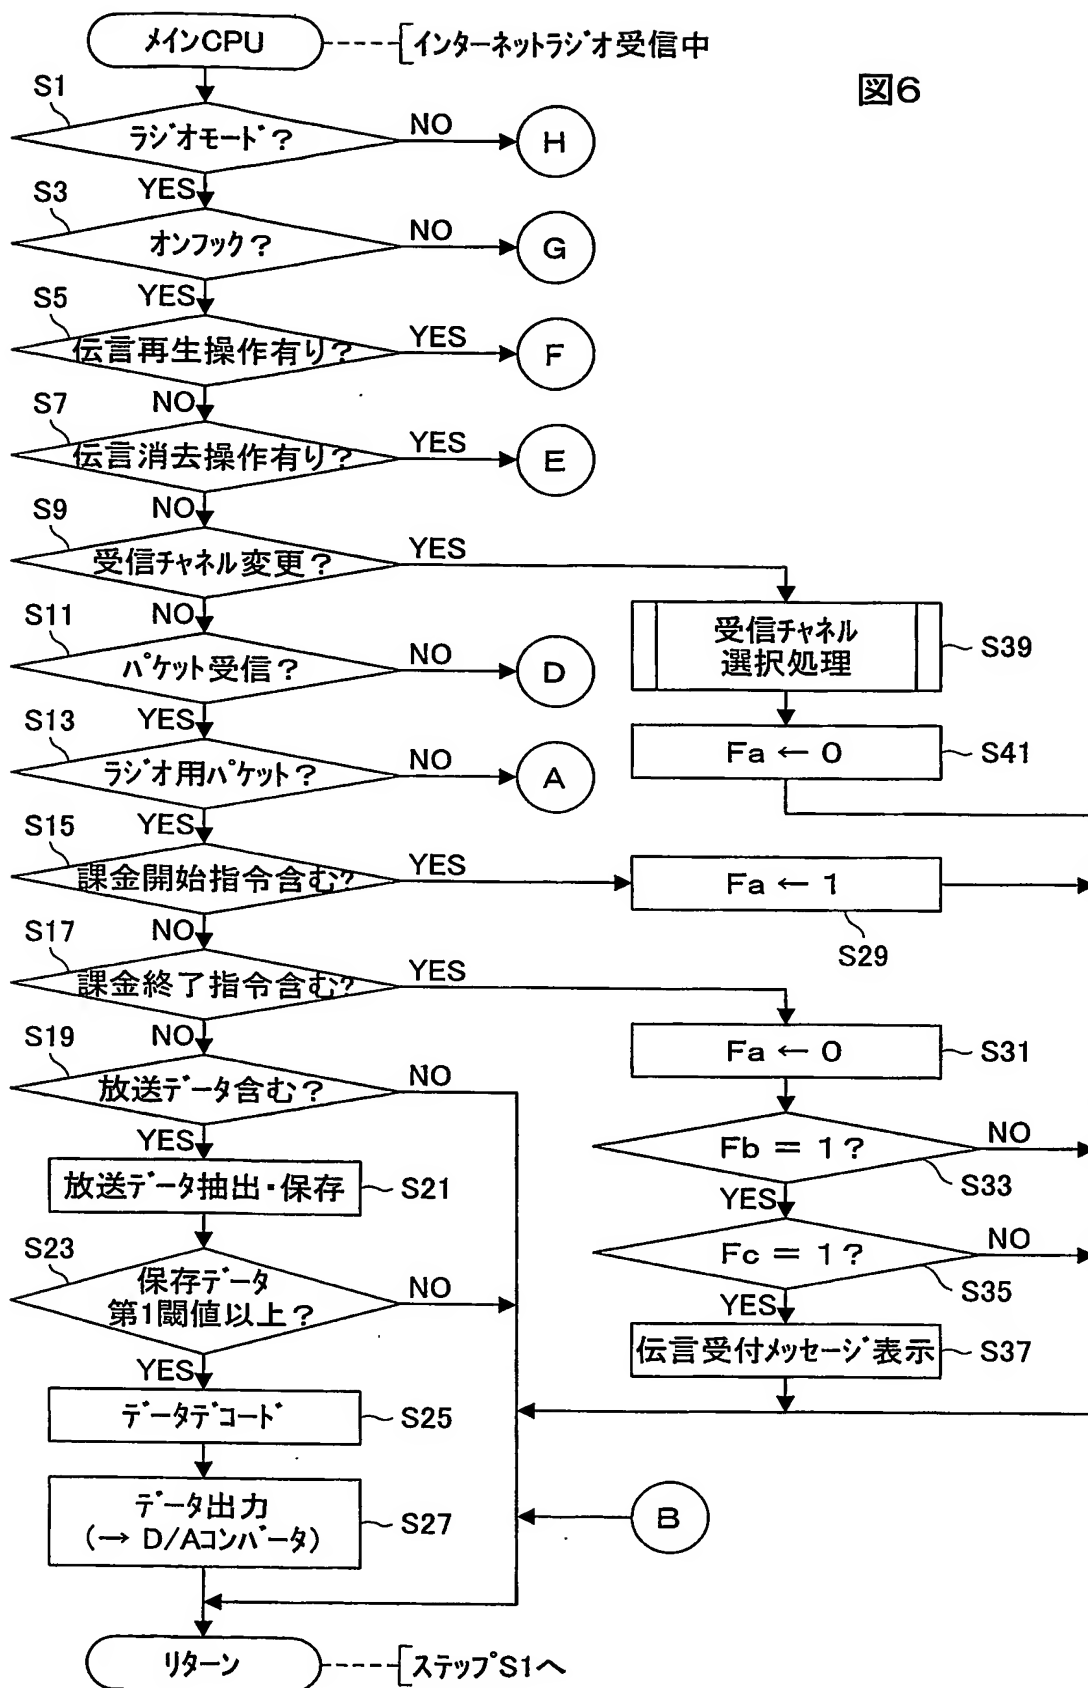 メインCPU
インターネットラジオ受信中
図6
S1
ラジオモード?
NO
H
YES
S3
オンフック?
NO
G
YES
S5
伝言再生操作有り?
YES
F
NO
S7
伝言消去操作有り?
YES
E
NO
S9
受信チャネル変更?
YES
NO
受信チャネル
選択処理
S39
S11
パケット受信?
NO
D
YES
Fa ← 0
S41
S13
ラジオ用パケット?
NO
A
YES
S15
課金開始指令含む?
YES
Fa ← 1
S29
NO
S17
課金終了指令含む?
YES
NO
Fa ← 0
S31
S19
放送データ含む?
NO
YES
Fb = 1?
NO
S33
YES
放送データ抽出・保存
S21
Fc = 1?
NO
S35
YES
S23
保存データ
第1閾値以上?
NO
YES
伝言受付メッセージ表示
S37
データデコード
S25
データ出力
(→ D/Aコンバータ)
S27
B
リターン
ステップS1へ